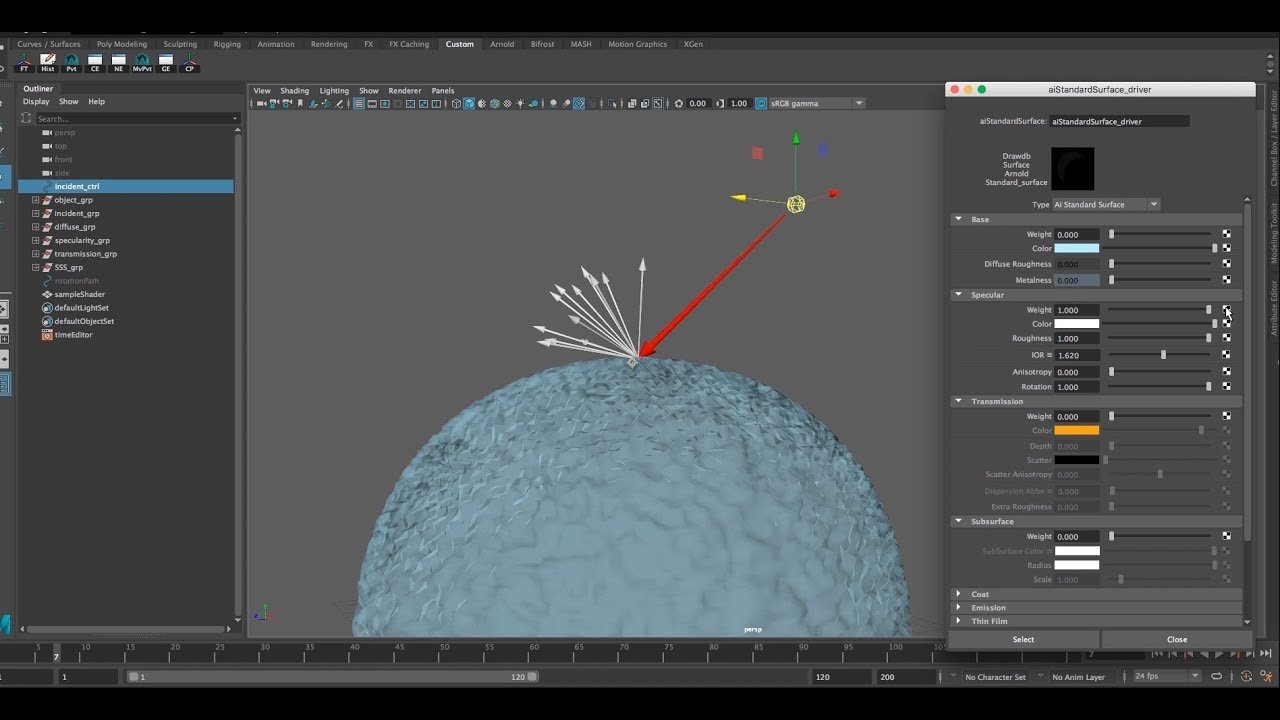 Curves / Surfaces Poly Modeling Sculpting Rigging Animation Rendering FX FX Caching Custom Arnold Bifrost MASH Motion Graphics XGen
FT Hist Pvt CE NE MvPvt GE CP
Outliner
Display Show Help
Search...
persp
top
front
side
incident_ctrl
object_grp
incident_grp
diffuse_grp
specularity_grp
transmission_grp
SSS_grp
rotationPath
sampleShader
defaultLightSet
defaultObjectSet
timeEditor
View Shading Lighting Show Renderer Panels
0.00 1.00 sRGB gamma
persp
aiStandardSurface_driver
aiStandardSurface: aiStandardSurface_driver
Drawdb
Surface
Arnold
Standard_surface
Type Ai Standard Surface
Base
Weight 0.000
Color
Diffuse Roughness 0.000
Metalness 0.000
Specular
Weight 1.000
Color
Roughness 1.000
IOR = 1.620
Anisotropy 0.000
Rotation 1.000
Transmission
Weight 0.000
Color
Depth 0.000
Scatter
Scatter Anisotropy 0.000
Dispersion Abbe = 0.000
Extra Roughness 0.000
Subsurface
Weight 0.000
SubSurface Color =
Radius
Scale 1.000
Coat
Emission
Thin Film
Select Close
Channel Box / Layer Editor
Modeling Toolkit
Attribute Editor
5 7 10 15 20 25 30 35 40 45 50 55 60 65 70 75 80 85 90 95 100 105
7
1 1 120 120 200 No Character Set No Anim Layer 24 fps